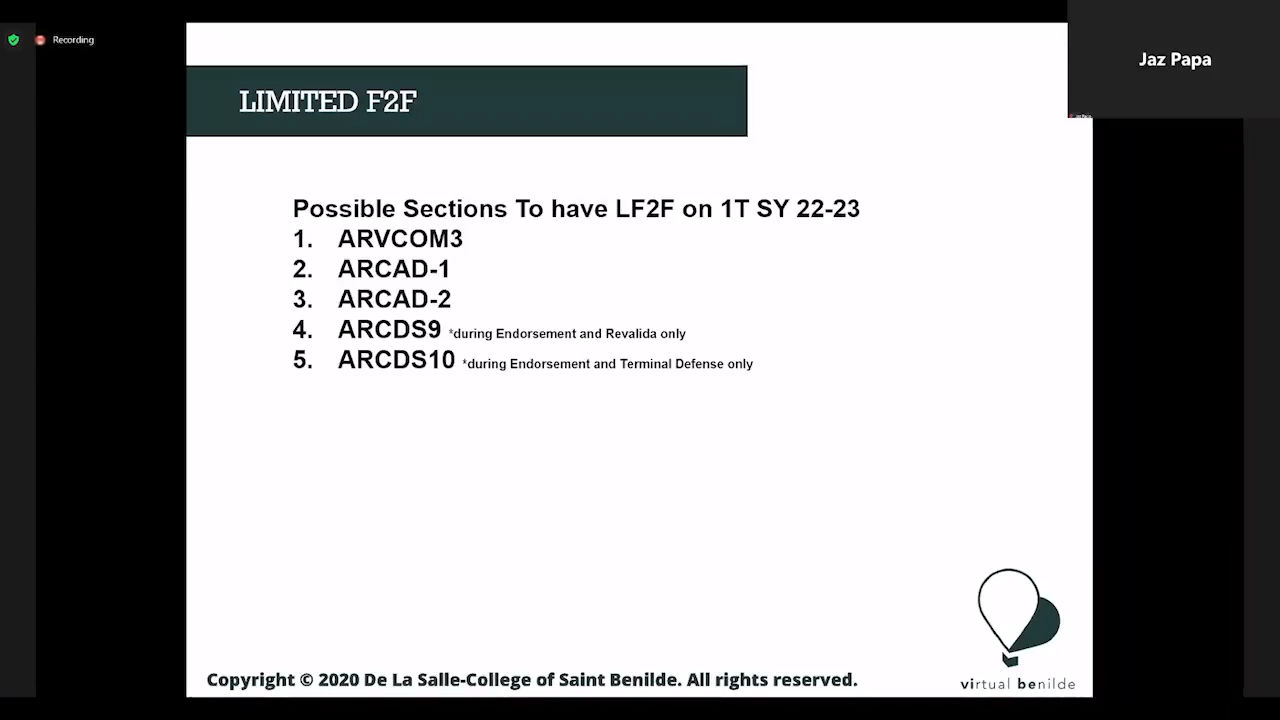 Recording
Jaz Papa
LIMITED F2F
Possible Sections To have LF2F on 1T SY 22-23
1. ARVCOM3
2. ARCAD-1
3. ARCAD-2
4. ARCDS9 *during Endorsement and Revalida only
5. ARCDS10 *during Endorsement and Terminal Defense only
virtual benilde
Copyright © 2020 De La Salle-College of Saint Benilde. All rights reserved.